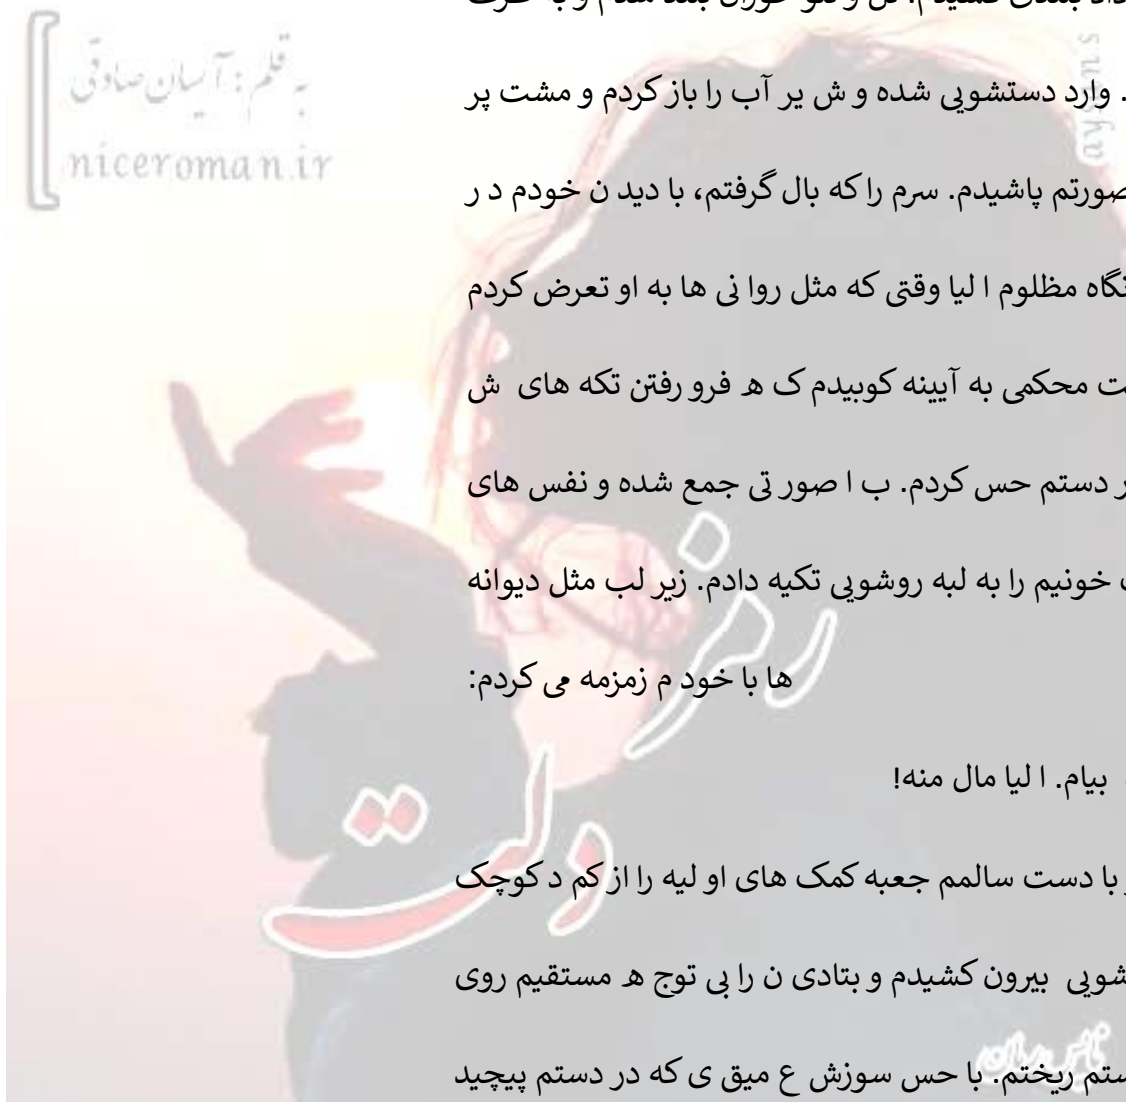 به قلم : آسیان صادقی
niceroman.ir
. وارد دستشویی شده و ش یر آب را باز کردم و مشت پر
صورتم پاشیدم. سرم را که بال گرفتم، با دید ن خودم د ر
نگاه مظلوم ا لیا وقتی که مثل روا نی ها به او تعرض کردم
ت محکمی به آیینه کوبیدم ک ه فرو رفتن تکه های ش
ر دستم حس کردم. ب ا صور تی جمع شده و نفس های
خونیم را به لبه روشویی تکیه دادم. زیر لب مثل دیوانه
ها با خود م زمزمه می کردم:
بیام. ا لیا مال منه!
و با دست سالمم جعبه کمک های او لیه را از کم د کوچک
شویی بیرون کشیدم و بتادی ن را بی توج ه مستقیم روی
ستم ریختم. با حس سوزش ع میق ی که در دستم پیچید
رمز
دلت